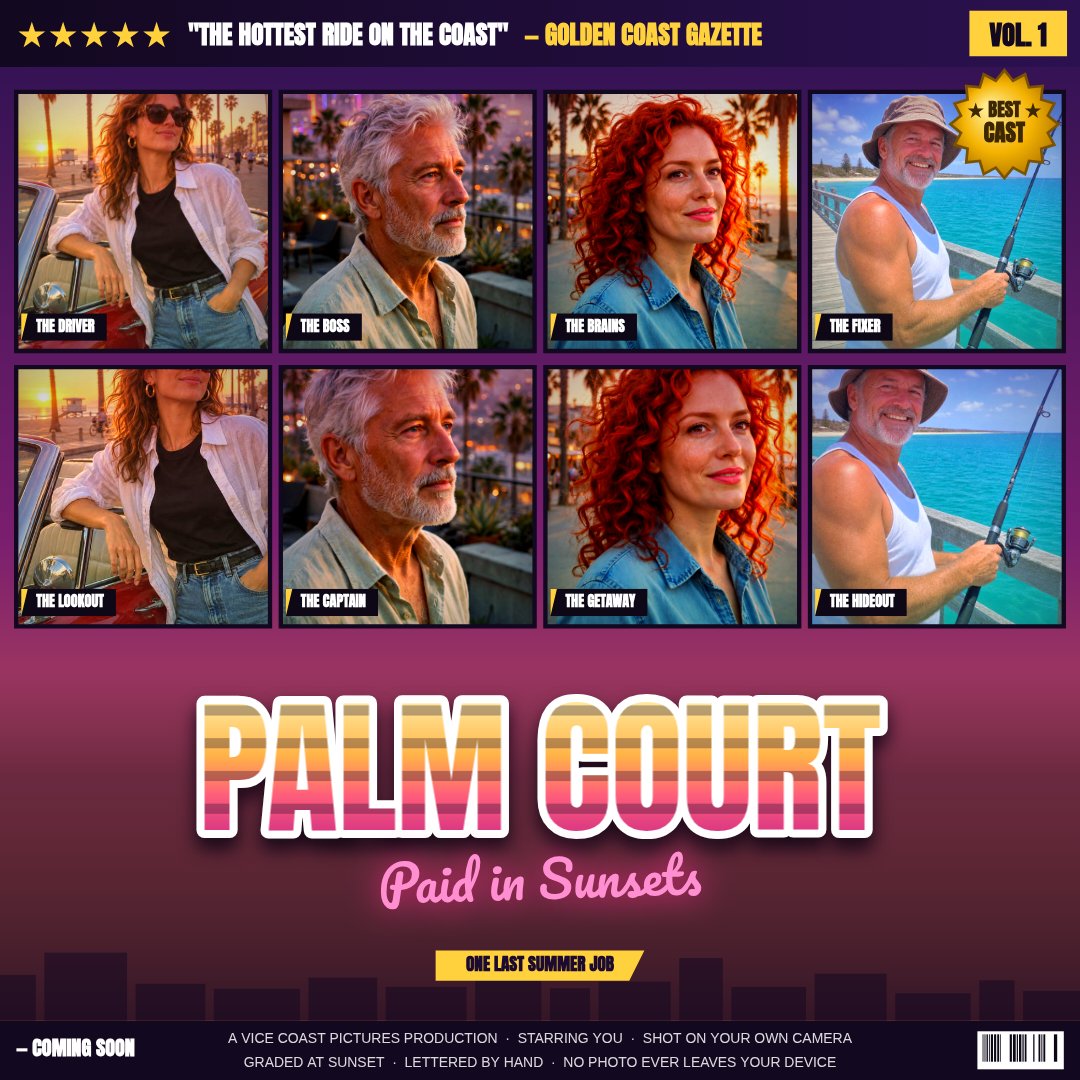 ★★★★★ "THE HOTTEST RIDE ON THE COAST" – GOLDEN COAST GAZETTE
VOL. 1
★ BEST ★
CAST
THE DRIVER
THE BOSS
THE BRAINS
THE FIXER
THE LOOKOUT
THE CAPTAIN
THE GETAWAY
THE HIDEOUT
PALM COURT
Paid in Sunsets
ONE LAST SUMMER JOB
– COMING SOON
A VICE COAST PICTURES PRODUCTION · STARRING YOU · SHOT ON YOUR OWN CAMERA
GRADED AT SUNSET · LETTERED BY HAND · NO PHOTO EVER LEAVES YOUR DEVICE